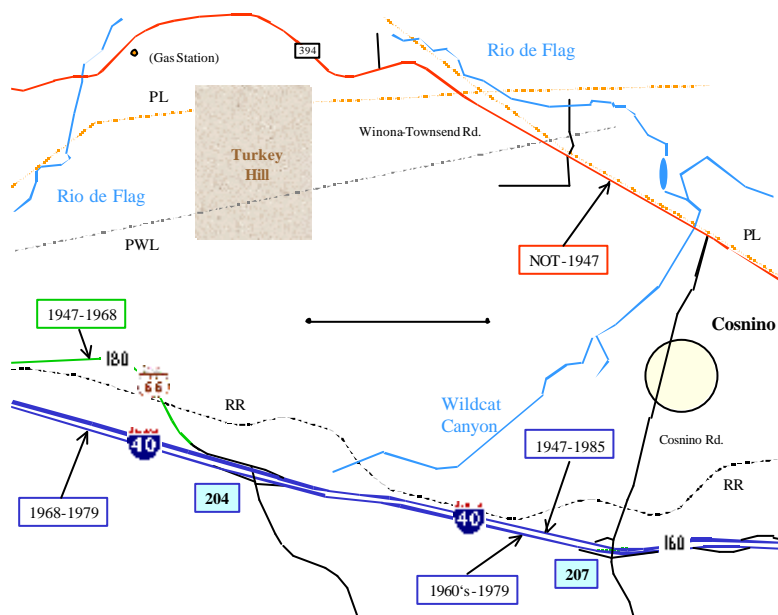 Rio de Flag
394
(Gas Station)
PL
Winona-Townsend Rd.
Turkey
Hill
Rio de Flag
PWL
PL
NOT-1947
1947-1968
Cosnino
180
66
RR
Wildcat
Canyon
40
1947-1985
Cosnino Rd.
RR
204
1968-1979
40
160
207
1960's-1979